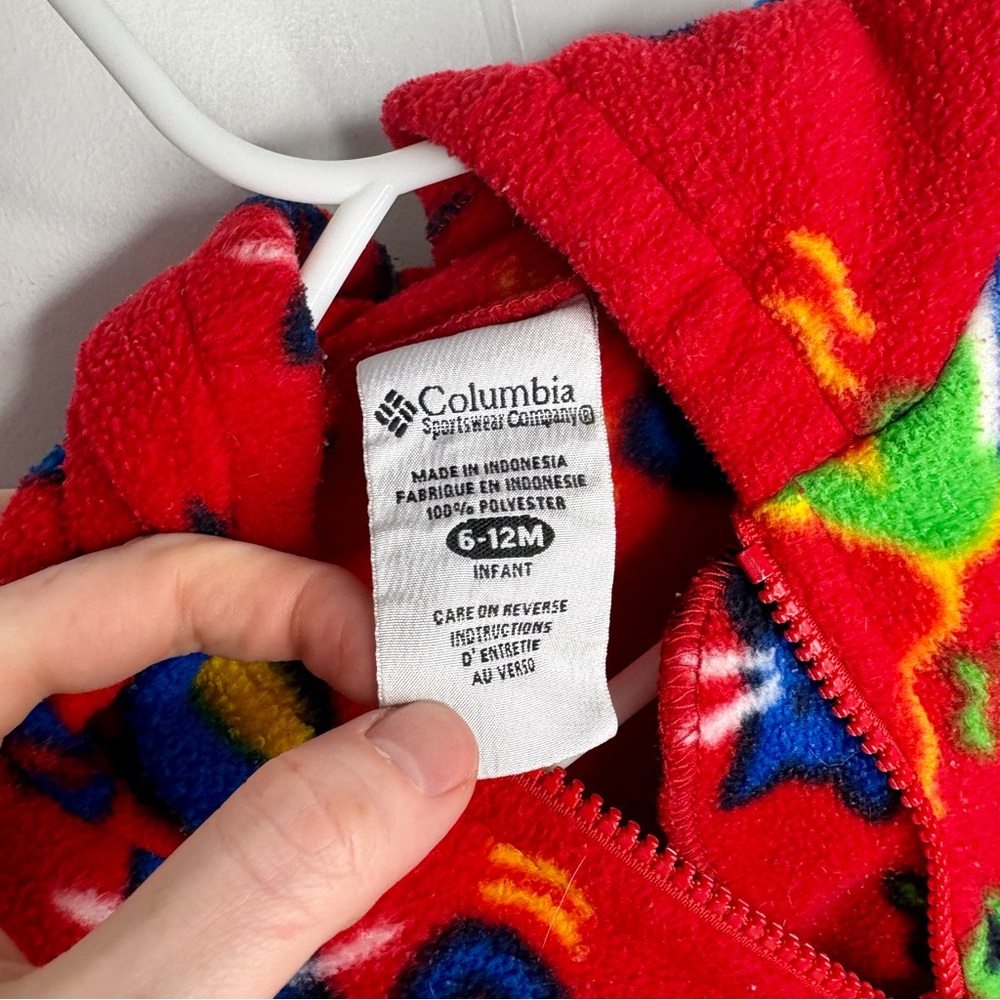 Columbia
Sportswear Company®
MADE IN INDONESIA
FABRIQUE EN INDONESIE
100% POLYESTER
6-12M
INFANT
CARE ON REVERSE
INDTRUCTIONS
D' ENTRETIE
AU VERSO